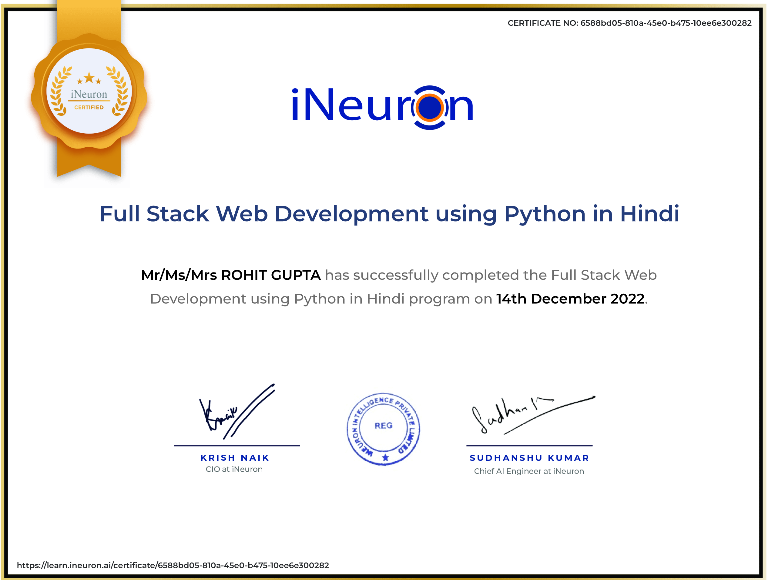 CERTIFICATE NO: 6588bd05-810a-45e0-b475-10ee6e300282
iNeuron
CERTIFIED
iNeuron
Full Stack Web Development using Python in Hindi
Mr/Ms/Mrs ROHIT GUPTA has successfully completed the Full Stack Web
Development using Python in Hindi program on 14th December 2022.
INTELLIGENCE PRIVATE LIMITED
REG
KRISH NAIK
CIO at iNeuron
SUDHANSHU KUMAR
Chief AI Engineer at iNeuron
https://learn.ineuron.ai/certificate/6588bd05-810a-45e0-b475-10ee6e300282